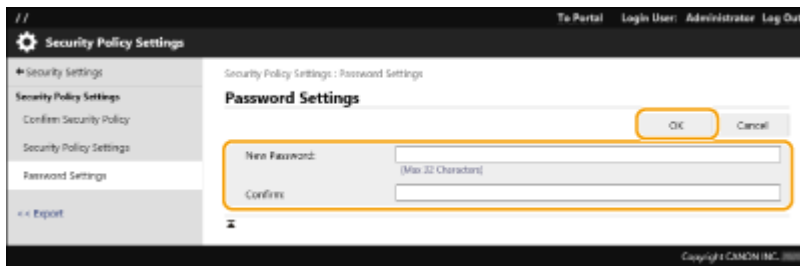 //
To Portal Login User: Administrator Log Out
Security Policy Settings
Security Settings
Security Policy Settings
Confirm Security Policy
Security Policy Settings
Password Settings
<< Export
Security Policy Settings : Password Settings
Password Settings
OK Cancel
New Password:
(Max 32 Characters)
Confirm:
Copyright CANON INC.